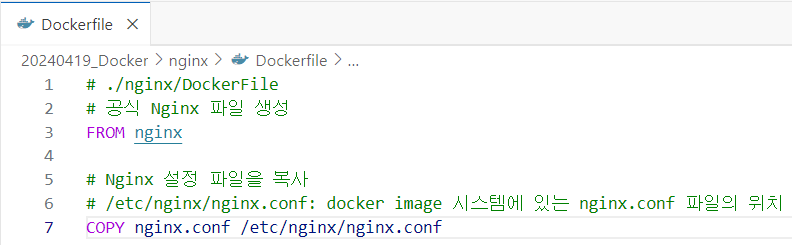 Dockerfile ×
20240419_Docker > nginx > Dockerfile > ...
1 # ./nginx/DockerFile
2 # 공식 Nginx 파일 생성
3 FROM nginx
4
5 # Nginx 설정 파일을 복사
6 # /etc/nginx/nginx.conf: docker image 시스템에 있는 nginx.conf 파일의 위치
7 COPY nginx.conf /etc/nginx/nginx.conf